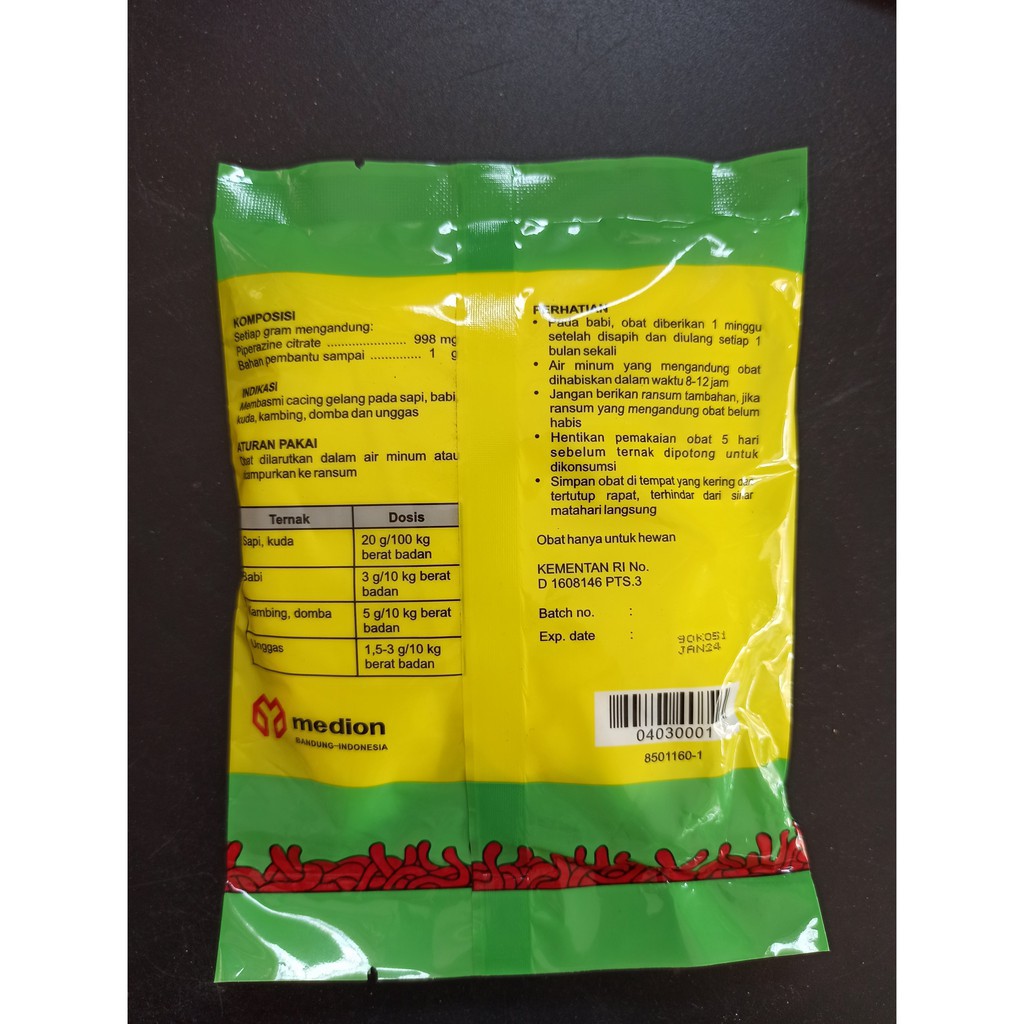 KOMPOSISI
Setiap gram mengandung:
Piperazine citrate ........................ 998 mg
Bahan pembantu sampai ............... 1 g
INDIKASI
Membasmi cacing gelang pada sapi, babi,
kuda, kambing, domba dan unggas
ATURAN PAKAI
Obat dilarutkan dalam air minum atau
dicampurkan ke ransum
Ternak Dosis
Sapi, kuda 20 g/100 kg
berat badan
Babi 3 g/10 kg berat
badan
Kambing, domba 5 g/10 kg berat
badan
Unggas 1,5-3 g/10 kg
berat badan
medion
BANDUNG-INDONESIA
PERHATIAN
• Pada babi, obat diberikan 1 minggu
setelah disapih dan diulang setiap 1
bulan sekali
• Air minum yang mengandung obat
dihabiskan dalam waktu 8-12 jam
• Jangan berikan ransum tambahan, jika
ransum yang mengandung obat belum
habis
• Hentikan pemakaian obat 5 hari
sebelum ternak dipotong untuk
dikonsumsi
• Simpan obat di tempat yang kering dan
tertutup rapat, terhindar dari sinar
matahari langsung
Obat hanya untuk hewan
KEMENTAN RI No.
D 1608146 PTS.3
Batch no. :
Exp. date : 90K051
JAN24
04030001
8501160-1